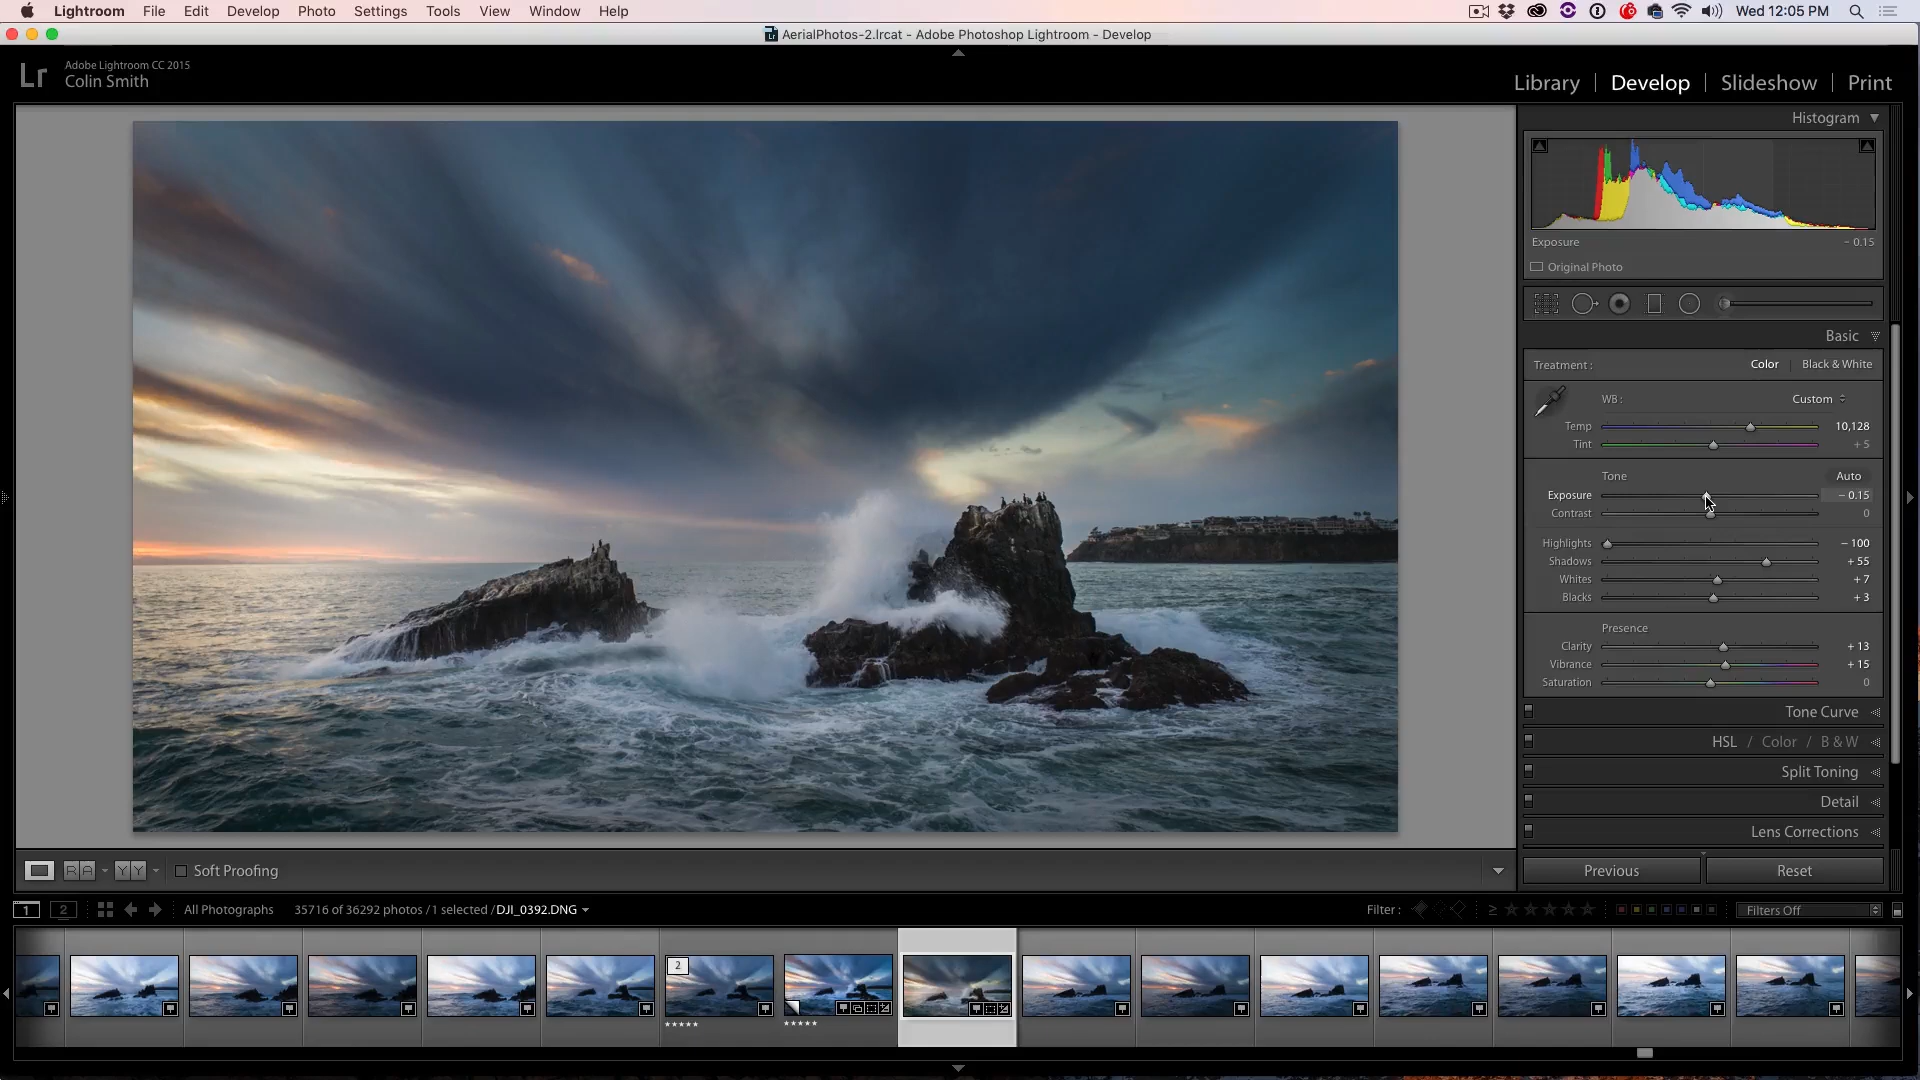 Lightroom File Edit Develop Photo Settings Tools View Window Help Wed 12:05 PM
AerialPhotos-2.lrcat - Adobe Photoshop Lightroom - Develop
Lr Adobe Lightroom CC 2015
Colin Smith
Library | Develop | Slideshow | Print
Histogram
Exposure - 0.15
Original Photo
Basic
Treatment : Color | Black & White
WB : Custom
Temp 10,128
Tint + 5
Tone Auto
Exposure - 0.15
Contrast 0
Highlights - 100
Shadows + 55
Whites + 7
Blacks + 3
Presence
Clarity + 13
Vibrance + 15
Saturation 0
Tone Curve
HSL / Color / B & W
Split Toning
Detail
Lens Corrections
R A Y Y Soft Proofing Previous Reset
1 2 All Photographs 35716 of 36292 photos / 1 selected / DJI_0392.DNG Filter : ≥ Filters Off
2